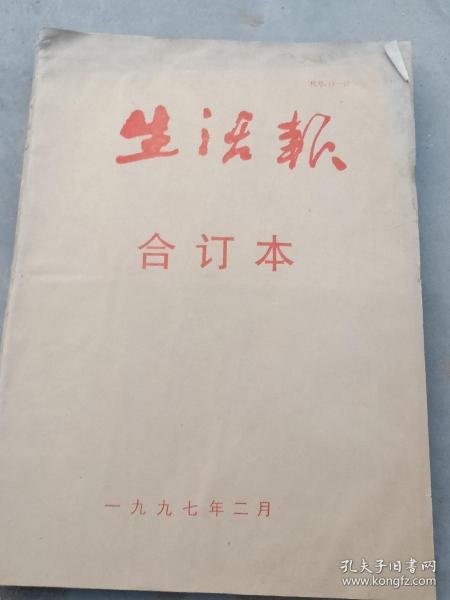 生活報
合订本
一九九七年二月
孔夫子旧书网
www.kongfz.com